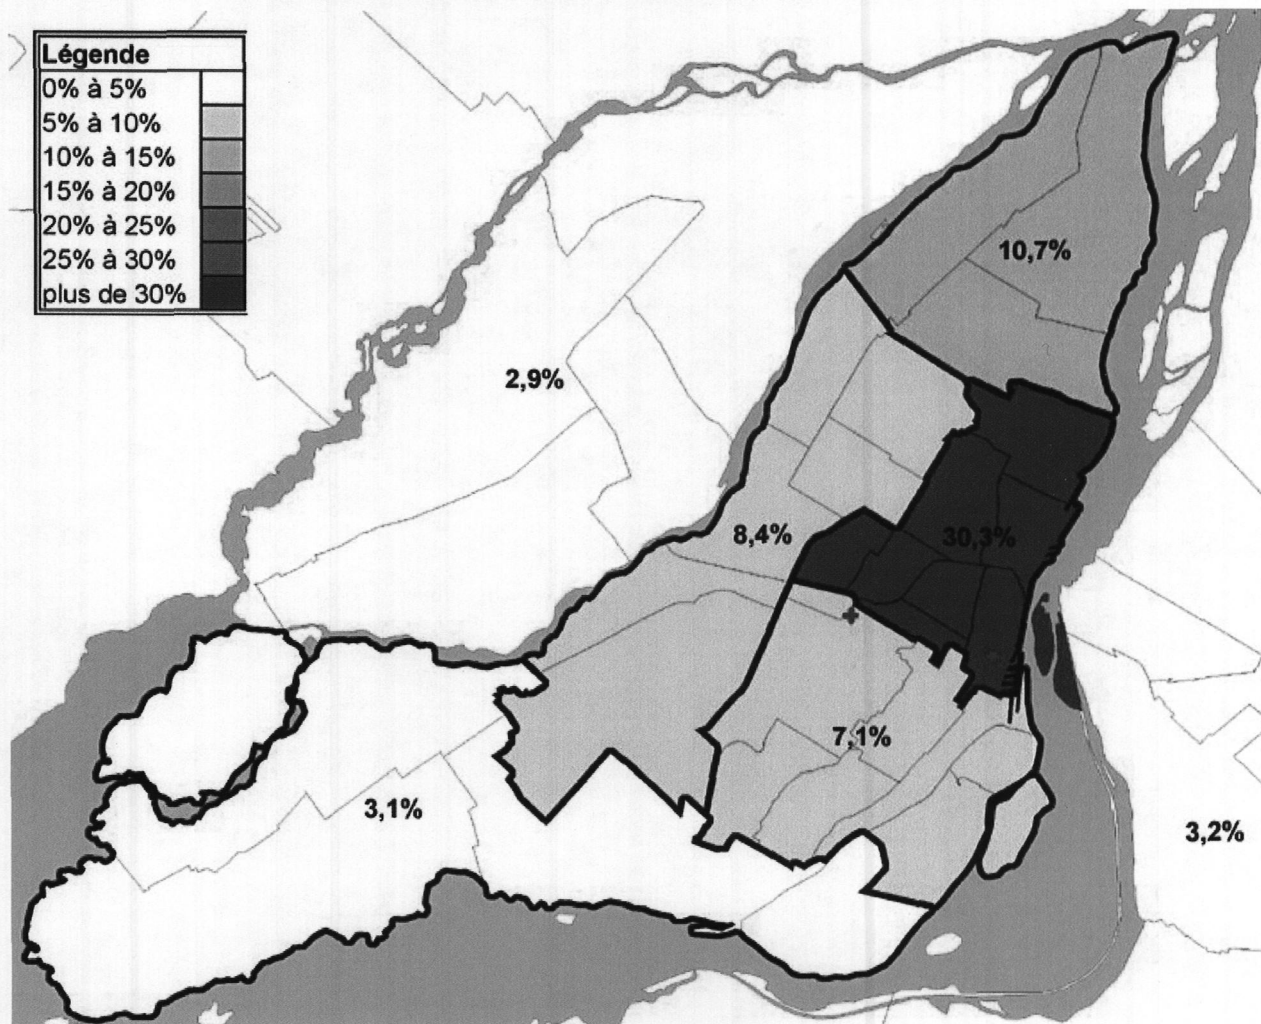 Légende
0% à 5%
5% à 10%
10% à 15%
15% à 20%
20% à 25%
25% à 30%
plus de 30%
10,7%
2,9%
8,4%
30,3%
7,1%
3,1%
3,2%